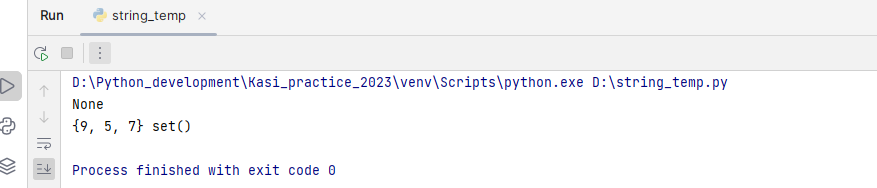 Run string_temp
D:\Python_development\Kasi_practice_2023\venv\Scripts\python.exe D:\string_temp.py
None
{9, 5, 7} set()
Process finished with exit code 0